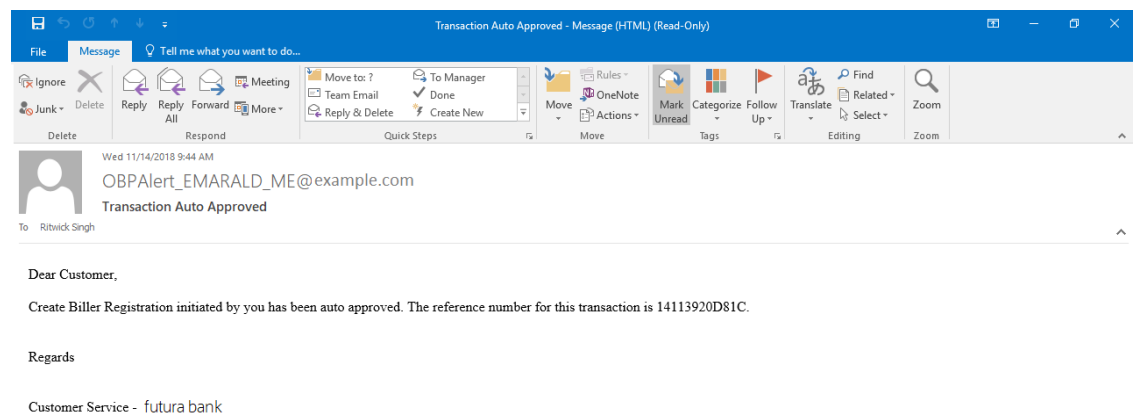 Transaction Auto Approved - Message (HTML) (Read-Only)
File Message Tell me what you want to do...
Ignore
Junk
Delete
Reply
Reply All
Forward
Meeting
More
Move to: ?
Team Email
Reply & Delete
To Manager
Done
Create New
Move
Rules
OneNote
Actions
Mark Unread
Categorize
Follow Up
Translate
Find
Related
Select
Zoom
Delete Respond Quick Steps Move Tags Editing Zoom
Wed 11/14/2018 9:44 AM
OBPAlert_EMARALD_ME@example.com
Transaction Auto Approved
To Ritwick Singh
Dear Customer,
Create Biller Registration initiated by you has been auto approved. The reference number for this transaction is 14113920D81C.
Regards
Customer Service - futura bank